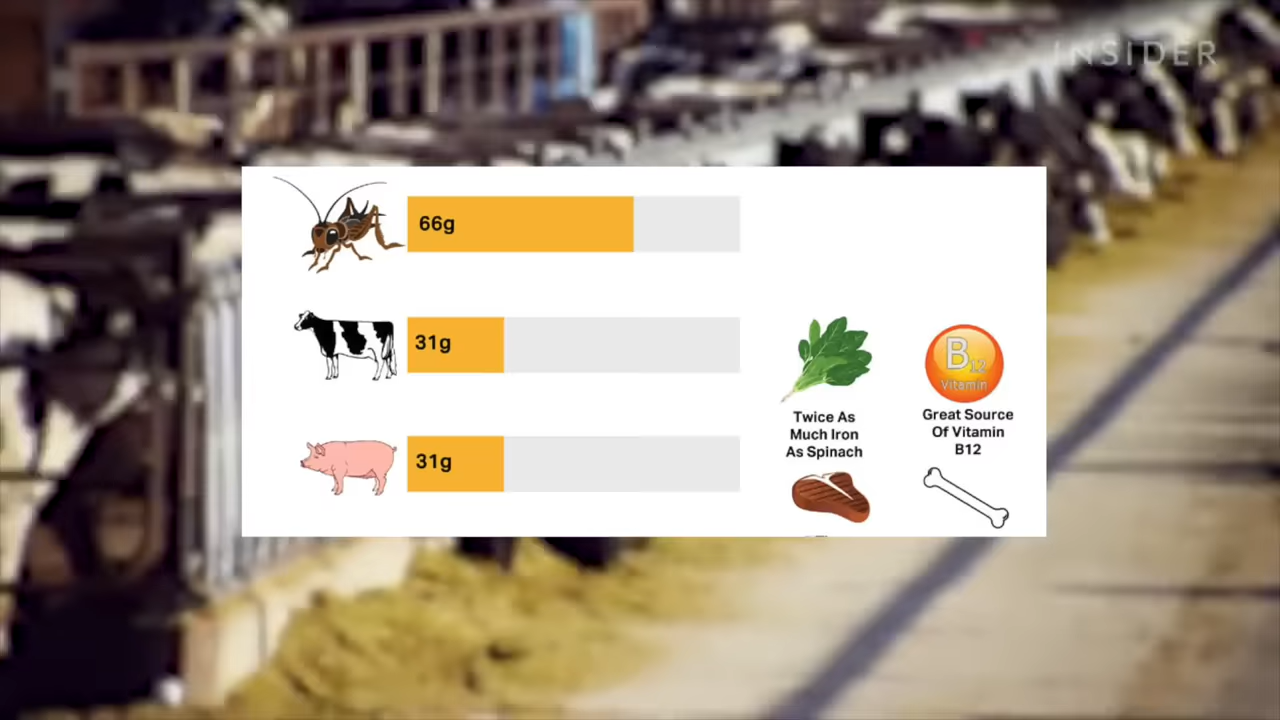 INSIDER
66g
31g
31g
Twice As
Much Iron
As Spinach
B12
Vitamin
Great Source
Of Vitamin
B12